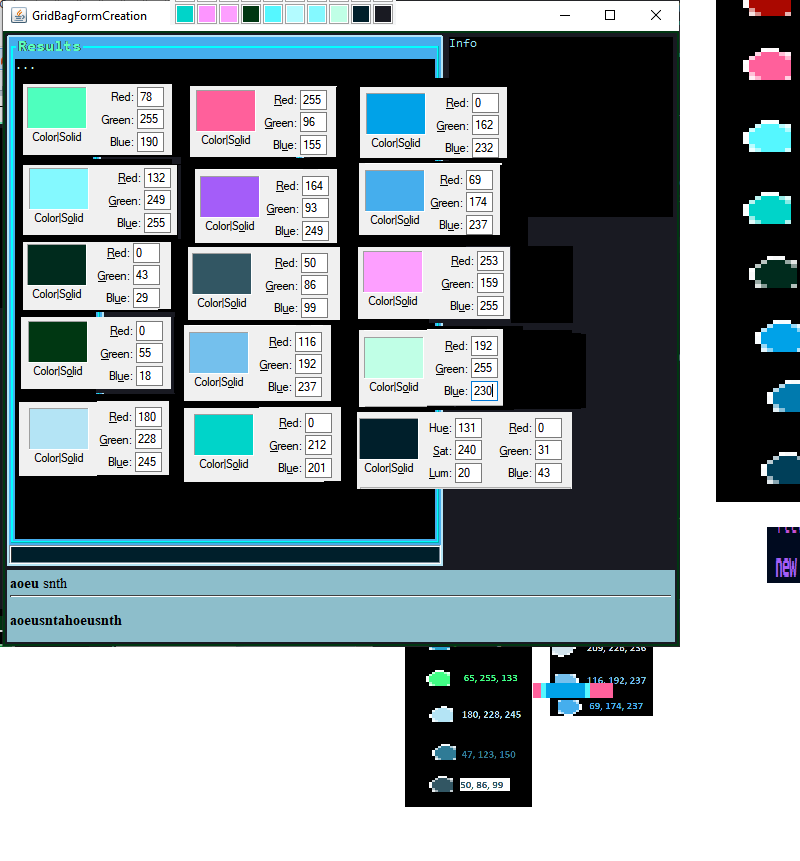 GridBagFormCreation
Results
Info
...
Red: 78
Green: 255
Blue: 190
Color|Solid
Red: 255
Green: 96
Blue: 155
Color|Solid
Red: 0
Green: 162
Blue: 232
Color|Solid
Red: 132
Green: 249
Blue: 255
Color|Solid
Red: 164
Green: 93
Blue: 249
Color|Solid
Red: 69
Green: 174
Blue: 237
Color|Solid
Red: 0
Green: 43
Blue: 29
Color|Solid
Red: 50
Green: 86
Blue: 99
Color|Solid
Red: 253
Green: 159
Blue: 255
Color|Solid
Red: 0
Green: 55
Blue: 18
Color|Solid
Red: 116
Green: 192
Blue: 237
Color|Solid
Red: 192
Green: 255
Blue: 230
Color|Solid
Red: 180
Green: 228
Blue: 245
Color|Solid
Red: 0
Green: 212
Blue: 201
Color|Solid
Hue: 131 Red: 0
Sat: 240 Green: 31
Lum: 20 Blue: 43
Color|Solid
new
aoeu snth
aoeusntahoeusnth
65, 255, 133
180, 228, 245
47, 123, 150
50, 86, 99
116, 192, 237
69, 174, 237